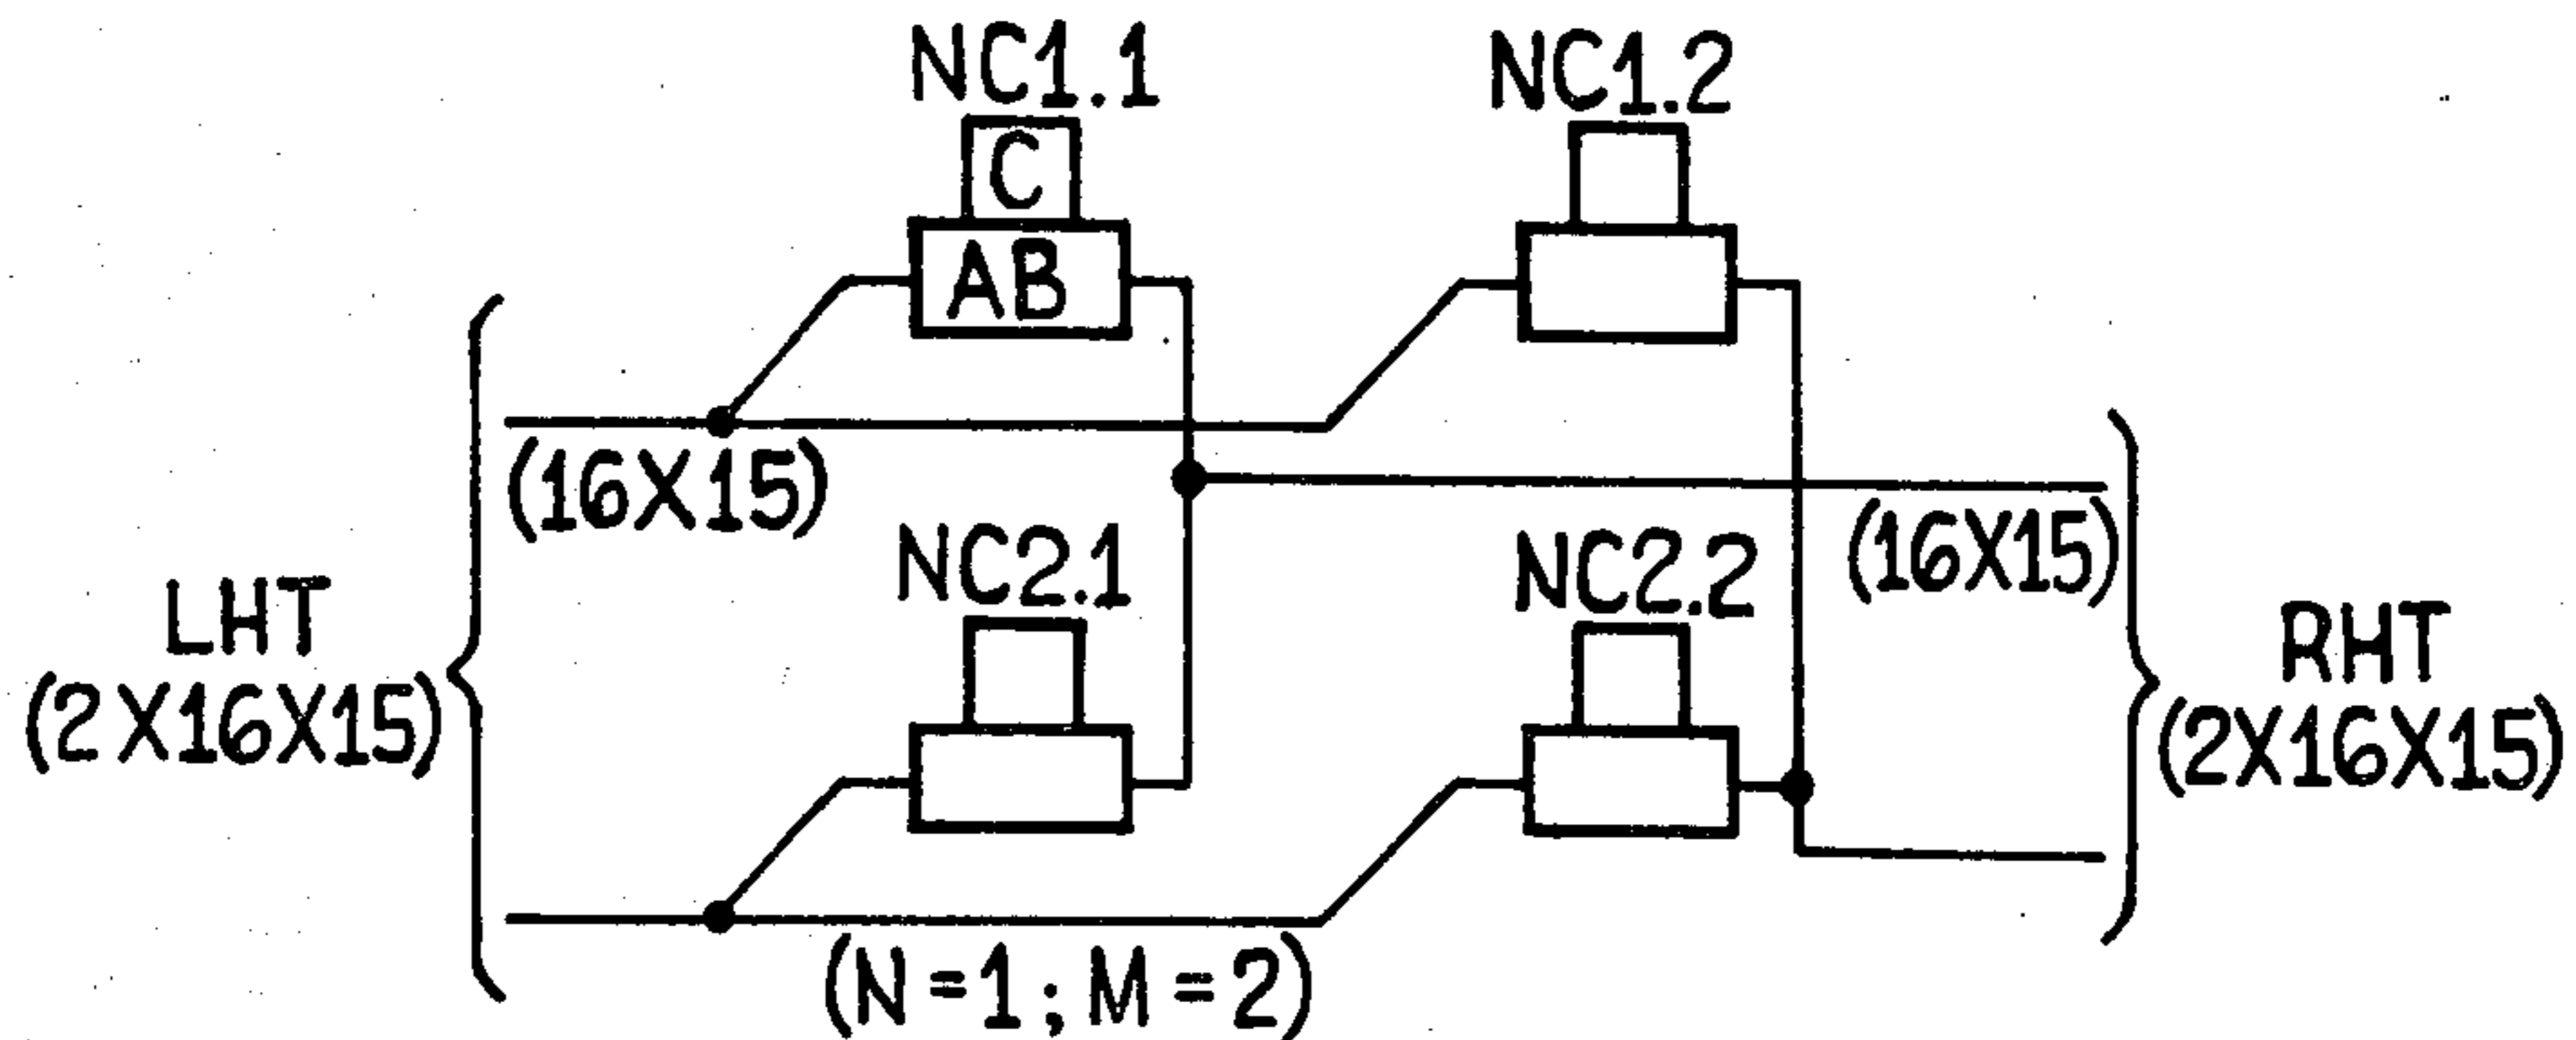 NC1.1
NC1.2
C
AB
(16X15)
NC2.1
NC2.2
(16X15)
LHT
(2X16X15)
RHT
(2X16X15)
(N=1; M=2)